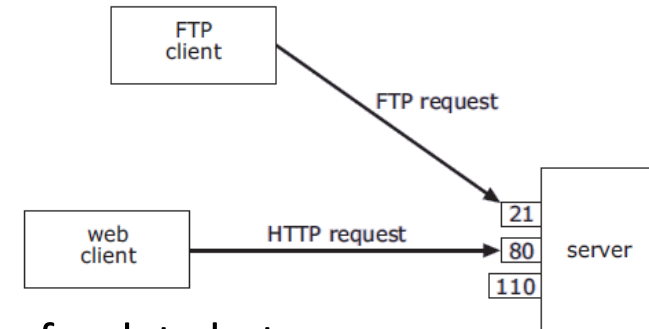 FTP
client
FTP request
21
web
client
HTTP request
80
server
110